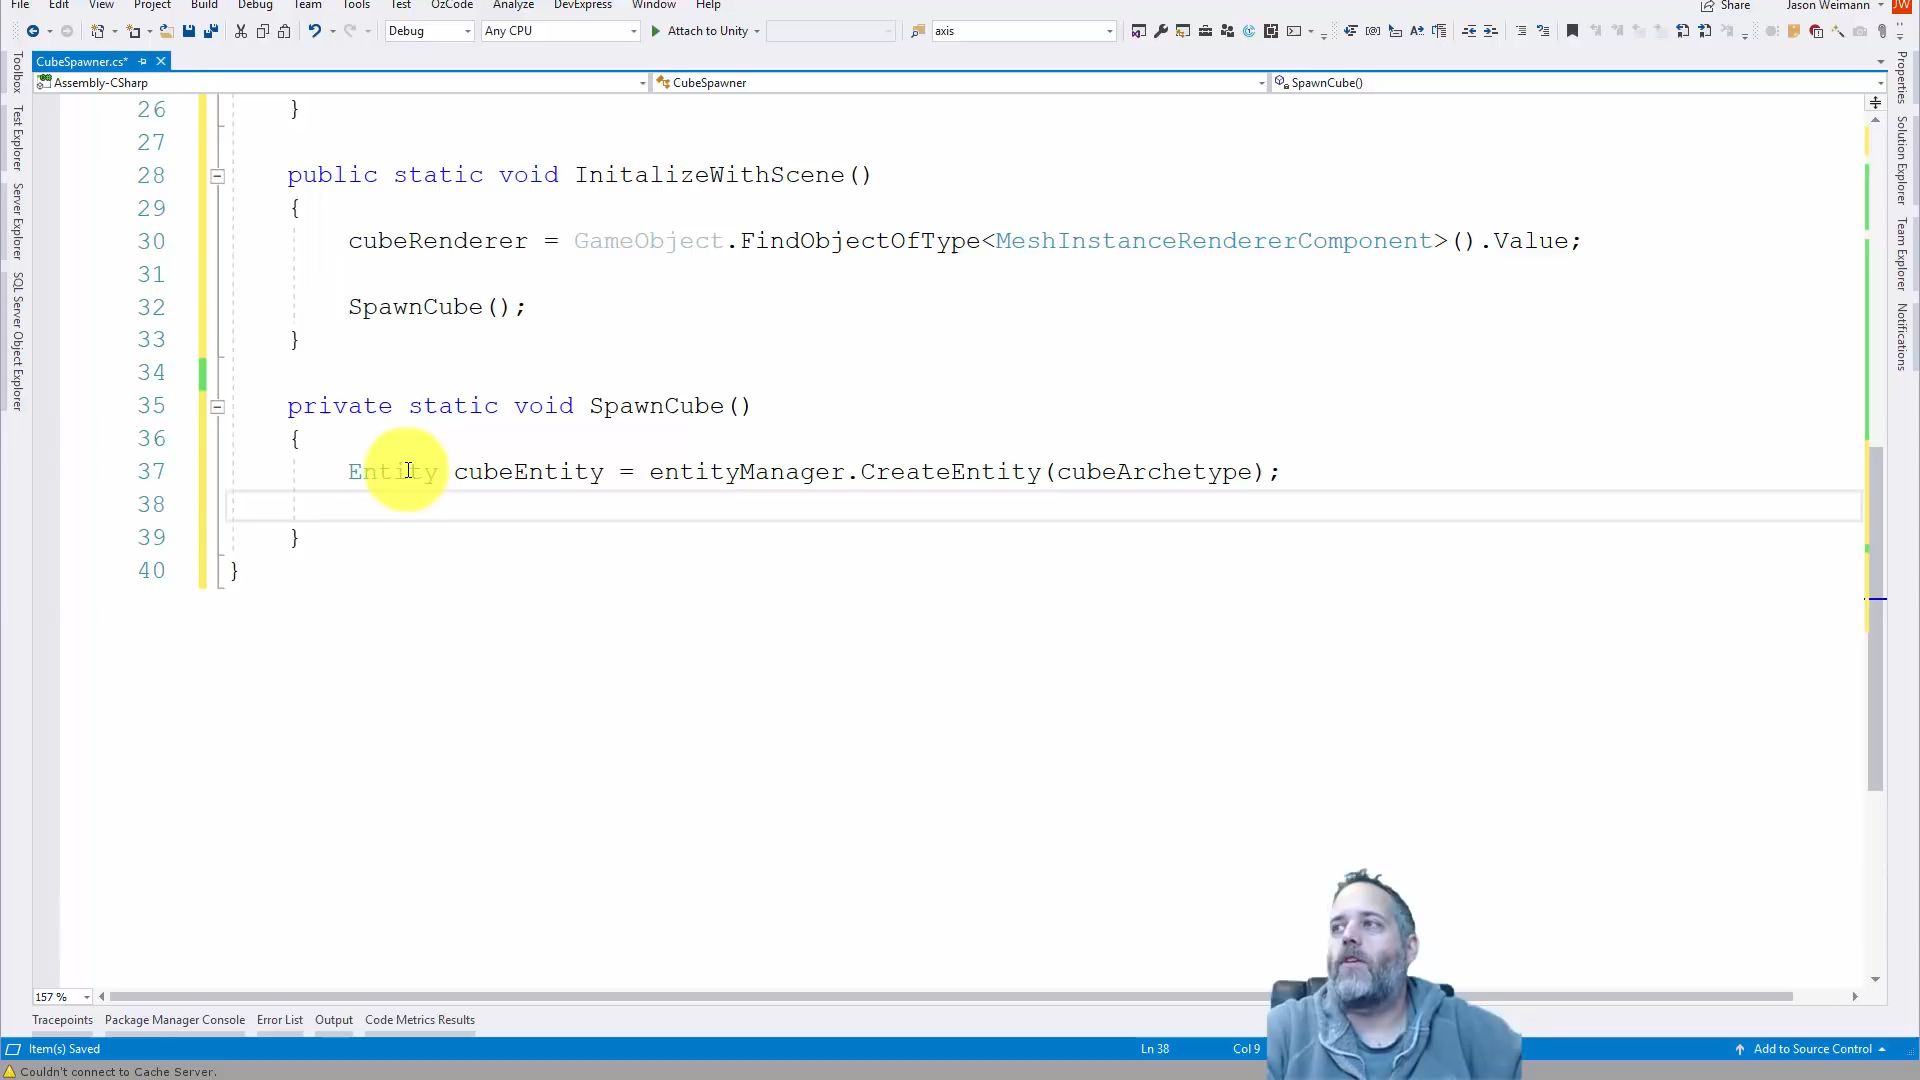 File Edit View Project Build Debug Team Tools Test OzCode Analyze DevExpress Window Help Share Jason Weimann JW
Debug Any CPU Attach to Unity axis
CubeSpawner.cs*
Assembly-CSharp CubeSpawner SpawnCube()
26 }
27
28 public static void InitalizeWithScene()
29 {
30 cubeRenderer = GameObject.FindObjectOfType<MeshInstanceRendererComponent>().Value;
31
32 SpawnCube();
33 }
34
35 private static void SpawnCube()
36 {
37 Entity cubeEntity = entityManager.CreateEntity(cubeArchetype);
38
39 }
40 }
Toolbox
Test Explorer
Server Explorer
SQL Server Object Explorer
Properties
Solution Explorer
Team Explorer
Notifications
157 %
Tracepoints Package Manager Console Error List Output Code Metrics Results
Item(s) Saved Ln 38 Col 9 Add to Source Control
Couldn't connect to Cache Server.